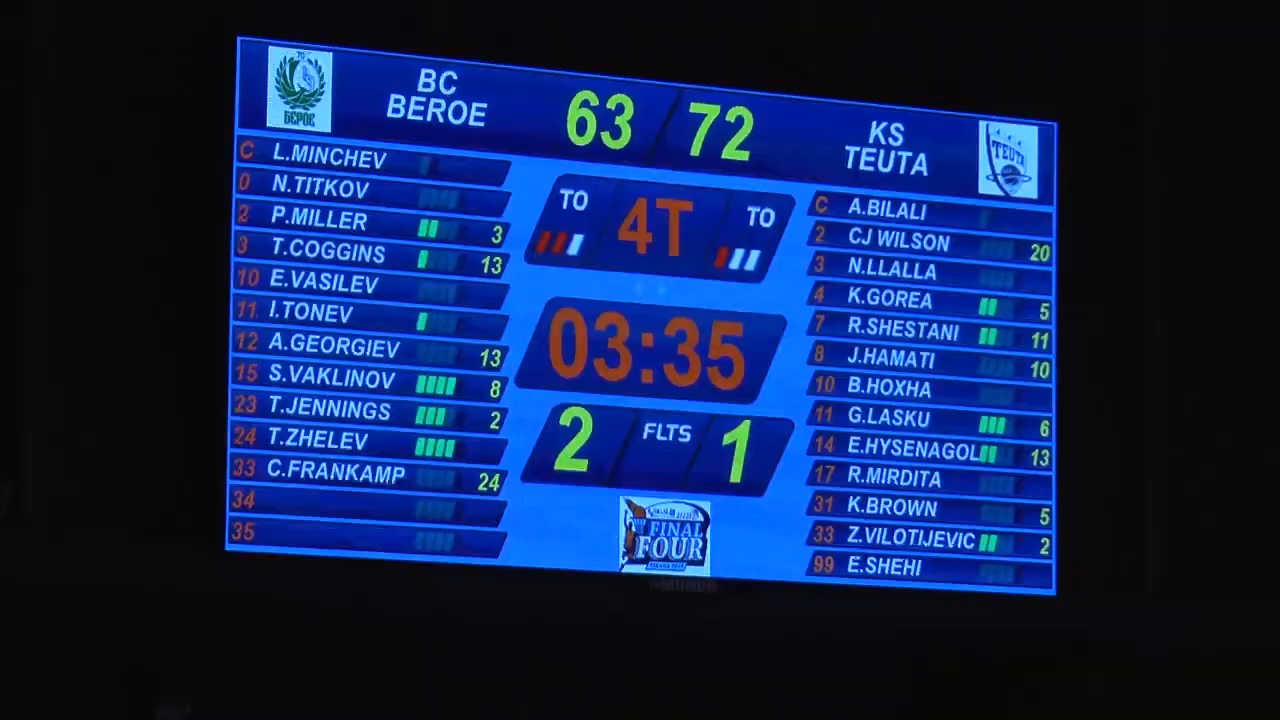 70
БЕРОЕ
BC
BEROE
63 / 72
KS
TEUTA
TEUTA
C L.MINCHEV
0 N.TITKOV
2 P.MILLER 3
3 T.COGGINS 13
10 E.VASILEV
11 I.TONEV
12 A.GEORGIEV 13
15 S.VAKLINOV 8
23 T.JENNINGS 2
24 T.ZHELEV
33 C.FRANKAMP 24
34
35
TO 4T TO
03:35
2 FLTS 1
FINAL
FOUR
C A.BILALI
2 CJ WILSON 20
3 N.LLALLA
4 K.GOREA 5
7 R.SHESTANI 11
8 J.HAMATI 10
10 B.HOXHA
11 G.LASKU 6
14 E.HYSENAGOL 13
17 R.MIRDITA
31 K.BROWN 5
33 Z.VILOTIJEVIC 2
99 E.SHEHI